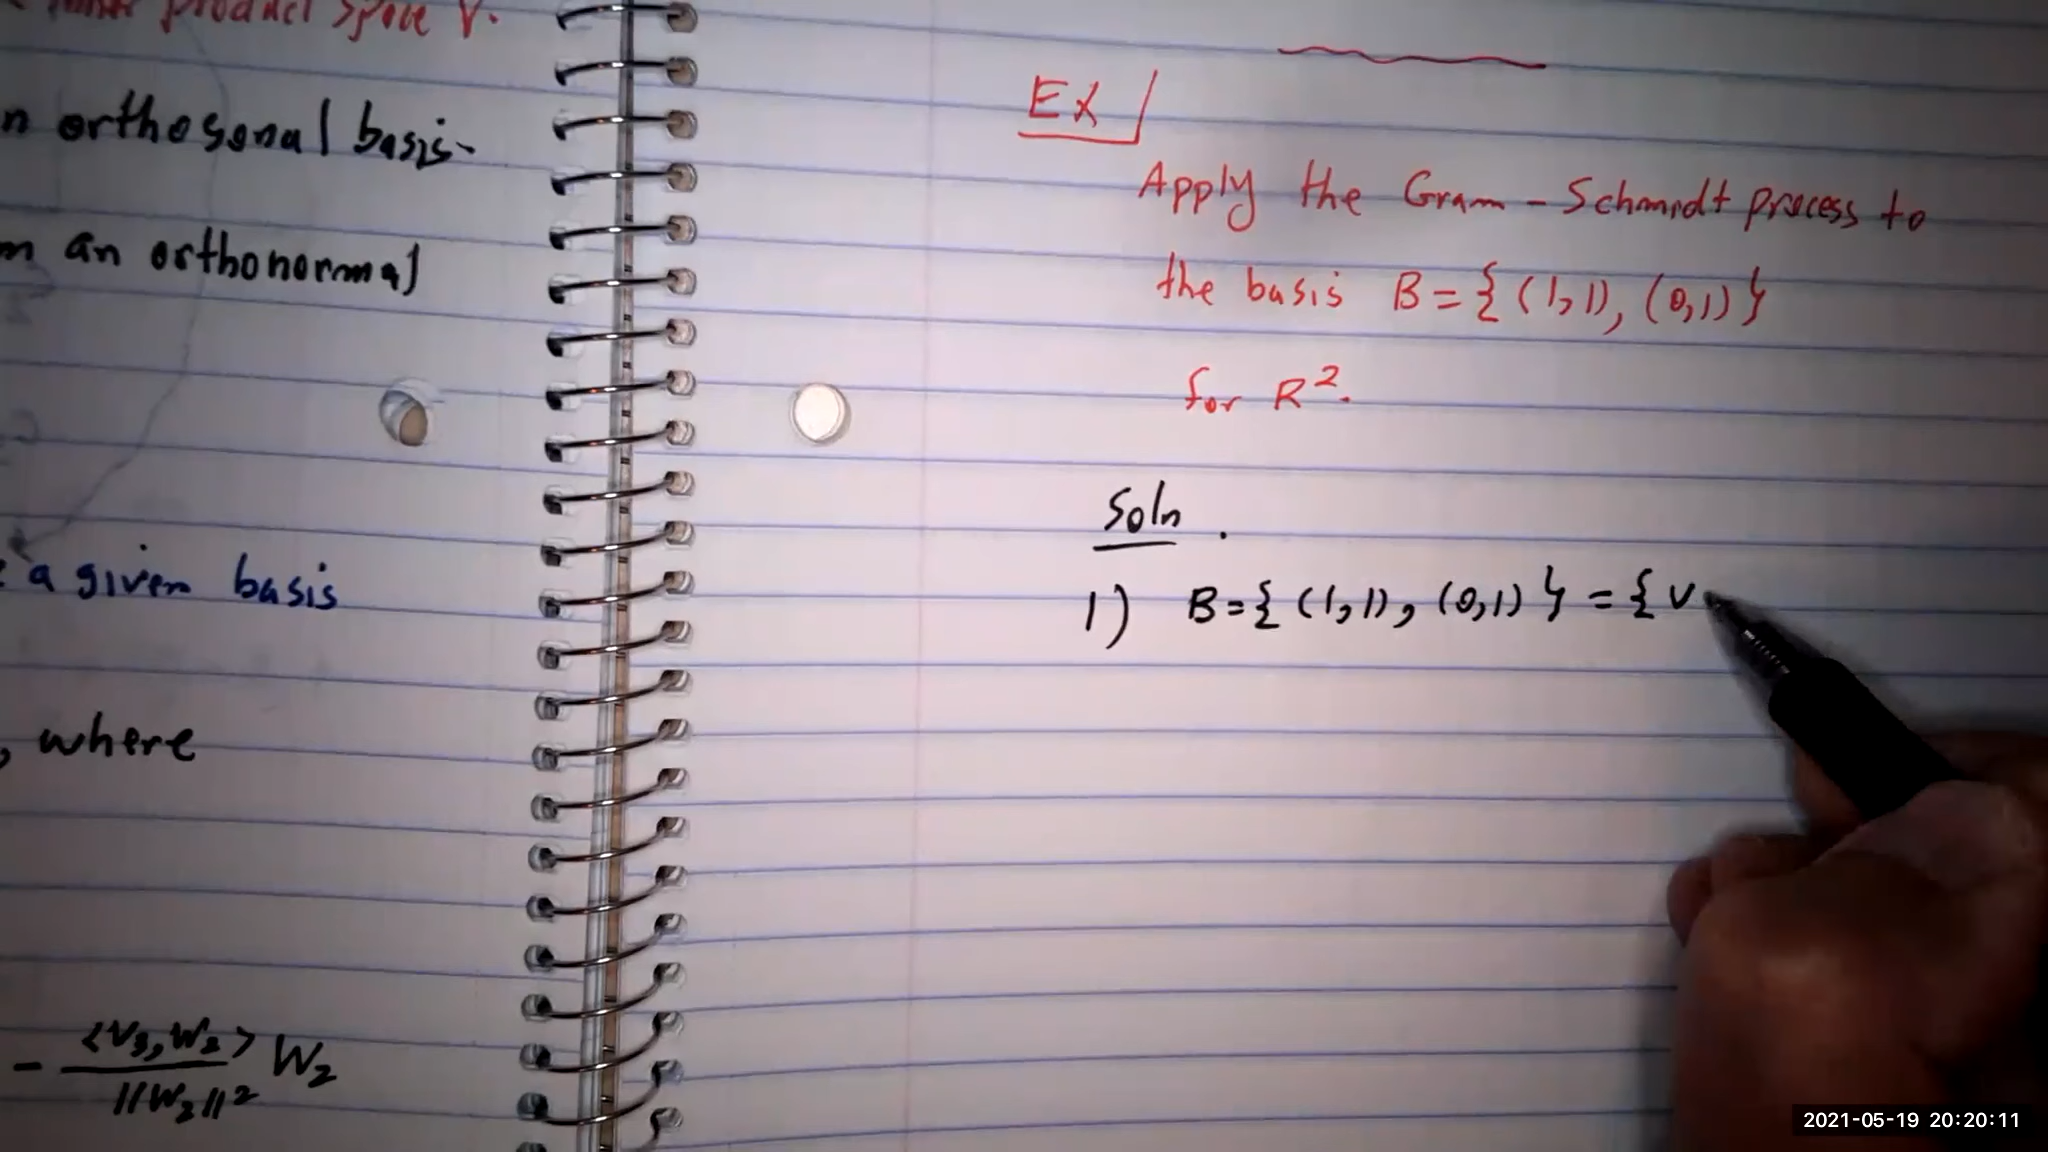 product space V.
n orthogonal basis.
m an orthonormal
a given basis
, where
- <V₃, W₂> / ||W₂||² W₂
Ex
Apply the Gram-Schmidt process to
the basis B = { (1,1), (0,1) }
for R².
Soln.
1) B = { (1,1), (0,1) } = { V
2021-05-19 20:20:11